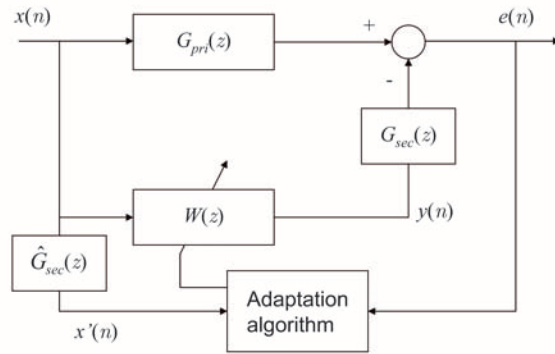 x(n)
G_pri(z)
+
e(n)
-
G_sec(z)
W(z)
y(n)
Ĝ_sec(z)
Adaptation
algorithm
x’(n)